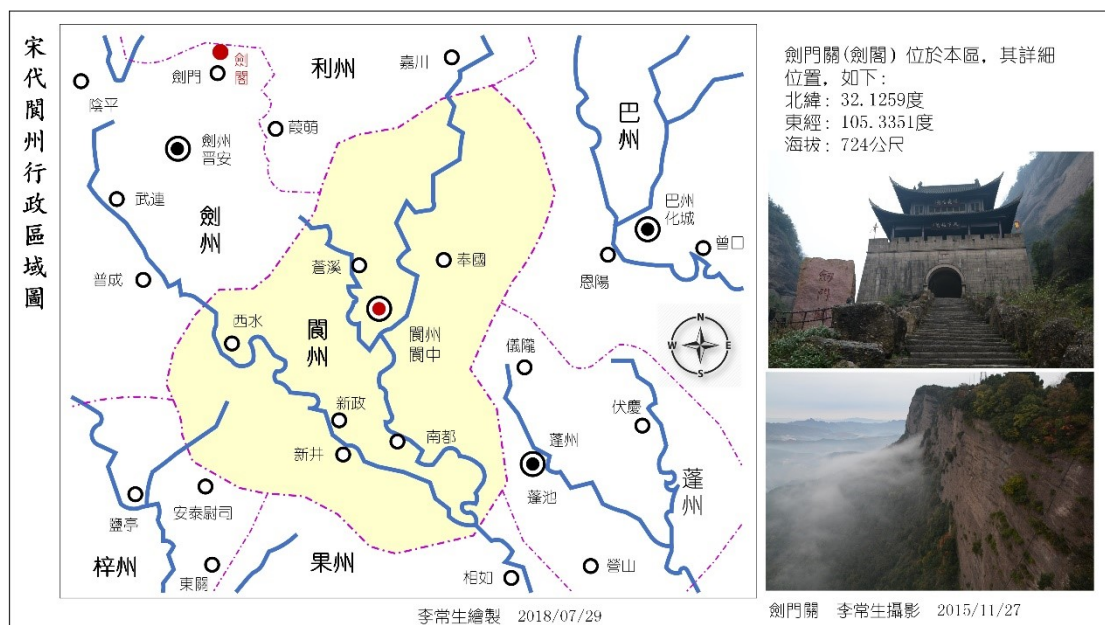 宋代閬州行政區域圖
劍門關(劍閣) 位於本區, 其詳細
位置, 如下:
北緯: 32.1259度
東經: 105.3351度
海拔: 724公尺
劍閣
劍門
利州
嘉川
陰平
葭萌
劍州
晋安
巴州
武連
劍州
巴州
化城
曾口
恩陽
蒼溪
奉國
普成
西水
閬州
閬州
閬中
N
W
E
S
儀隴
新政
伏慶
南都
新井
蓬州
蓬池
蓬州
安泰尉司
鹽亭
梓州
東關
果州
相如
營山
劍門
李常生繪製 2018/07/29
劍門關 李常生攝影 2015/11/27